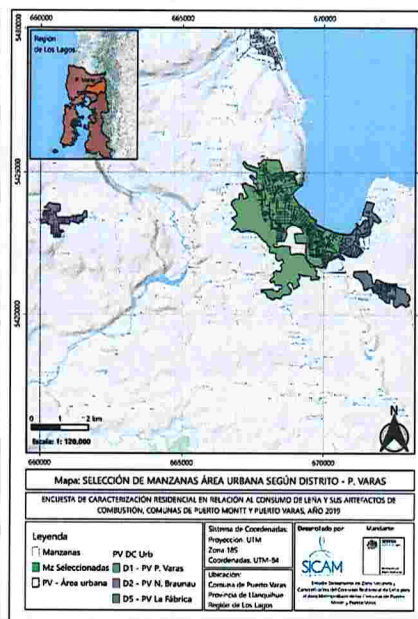 660000 665000 670000
Región
de Los Lagos
5430000
5425000
5420000
0 1 2 km
Escala: 1: 120,000
N
660000 665000 670000
Mapa: SELECCIÓN DE MANZANAS ÁREA URBANA SEGÚN DISTRITO - P. VARAS
ENCUESTA DE CARACTERIZACIÓN RESIDENCIAL EN RELACIÓN AL CONSUMO DE LEÑA Y SUS ARTEFACTOS DE
COMBUSTIÓN, COMUNAS DE PUERTO MONTT Y PUERTO VARAS, AÑO 2019
Leyenda
Manzanas
Mz Seleccionadas
PV - Área urbana
PV DC Urb
D1 - PV P. Varas
D2 - PV N. Braunau
D5 - PV La Fábrica
Sistema de Coordenadas:
Proyección: UTM
Zona 18S
Coordenadas: UTM-84
Ubicación:
Comuna de Puerto Varas
Provincia de Llanquihue
Región de Los Lagos
Desarrollado por
Mandante
SICAM